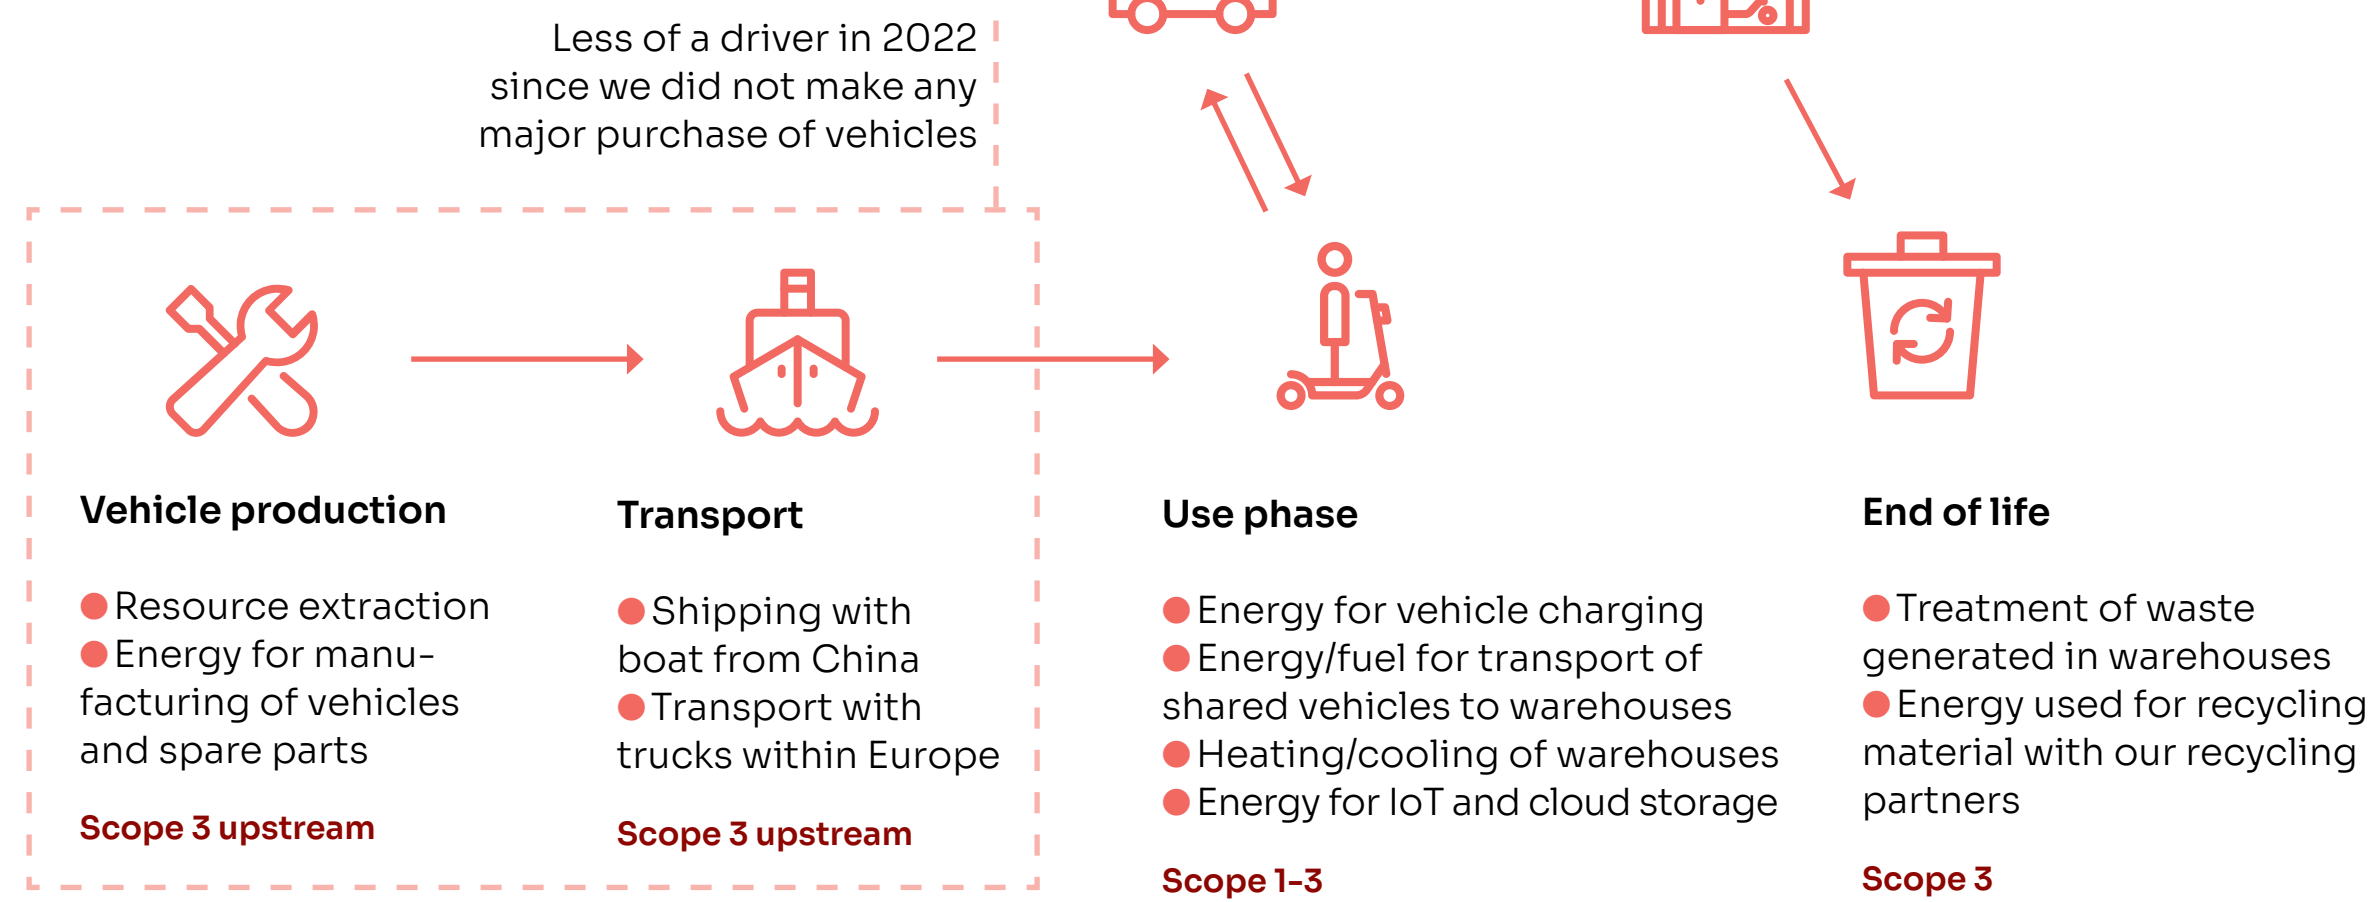 Less of a driver in 2022
since we did not make any
major purchase of vehicles
Vehicle production
● Resource extraction
● Energy for manu-
facturing of vehicles
and spare parts
Scope 3 upstream
Transport
● Shipping with
boat from China
● Transport with
trucks within Europe
Scope 3 upstream
Use phase
● Energy for vehicle charging
● Energy/fuel for transport of
shared vehicles to warehouses
● Heating/cooling of warehouses
● Energy for IoT and cloud storage
Scope 1-3
End of life
● Treatment of waste
generated in warehouses
● Energy used for recycling
material with our recycling
partners
Scope 3